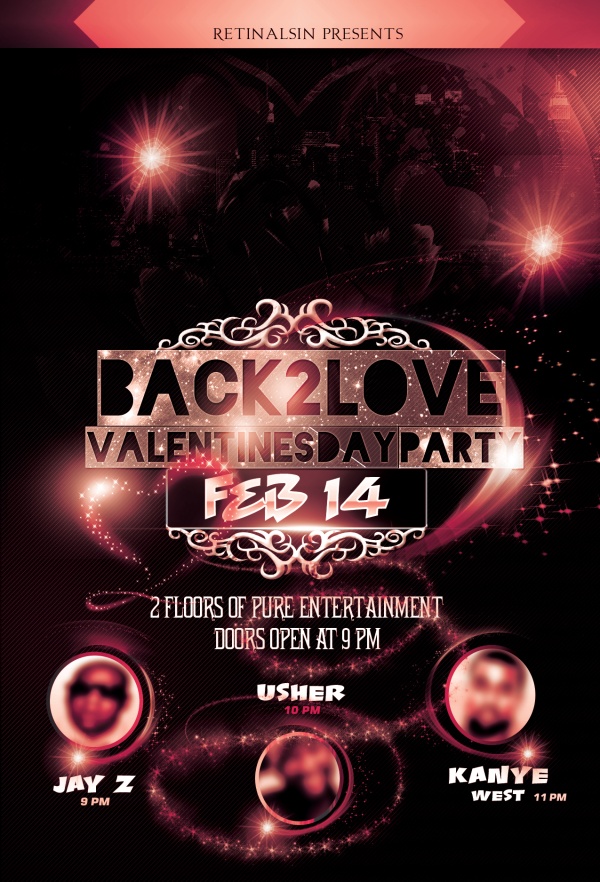 RETINALSIN PRESENTS
BACK2LOVE
VALENTINESDAYPARTY
FEB 14
2 FLOORS OF PURE ENTERTAINMENT
DOORS OPEN AT 9 PM
USHER
10 PM
JAY Z
9 PM
KANYE
WEST 11 PM